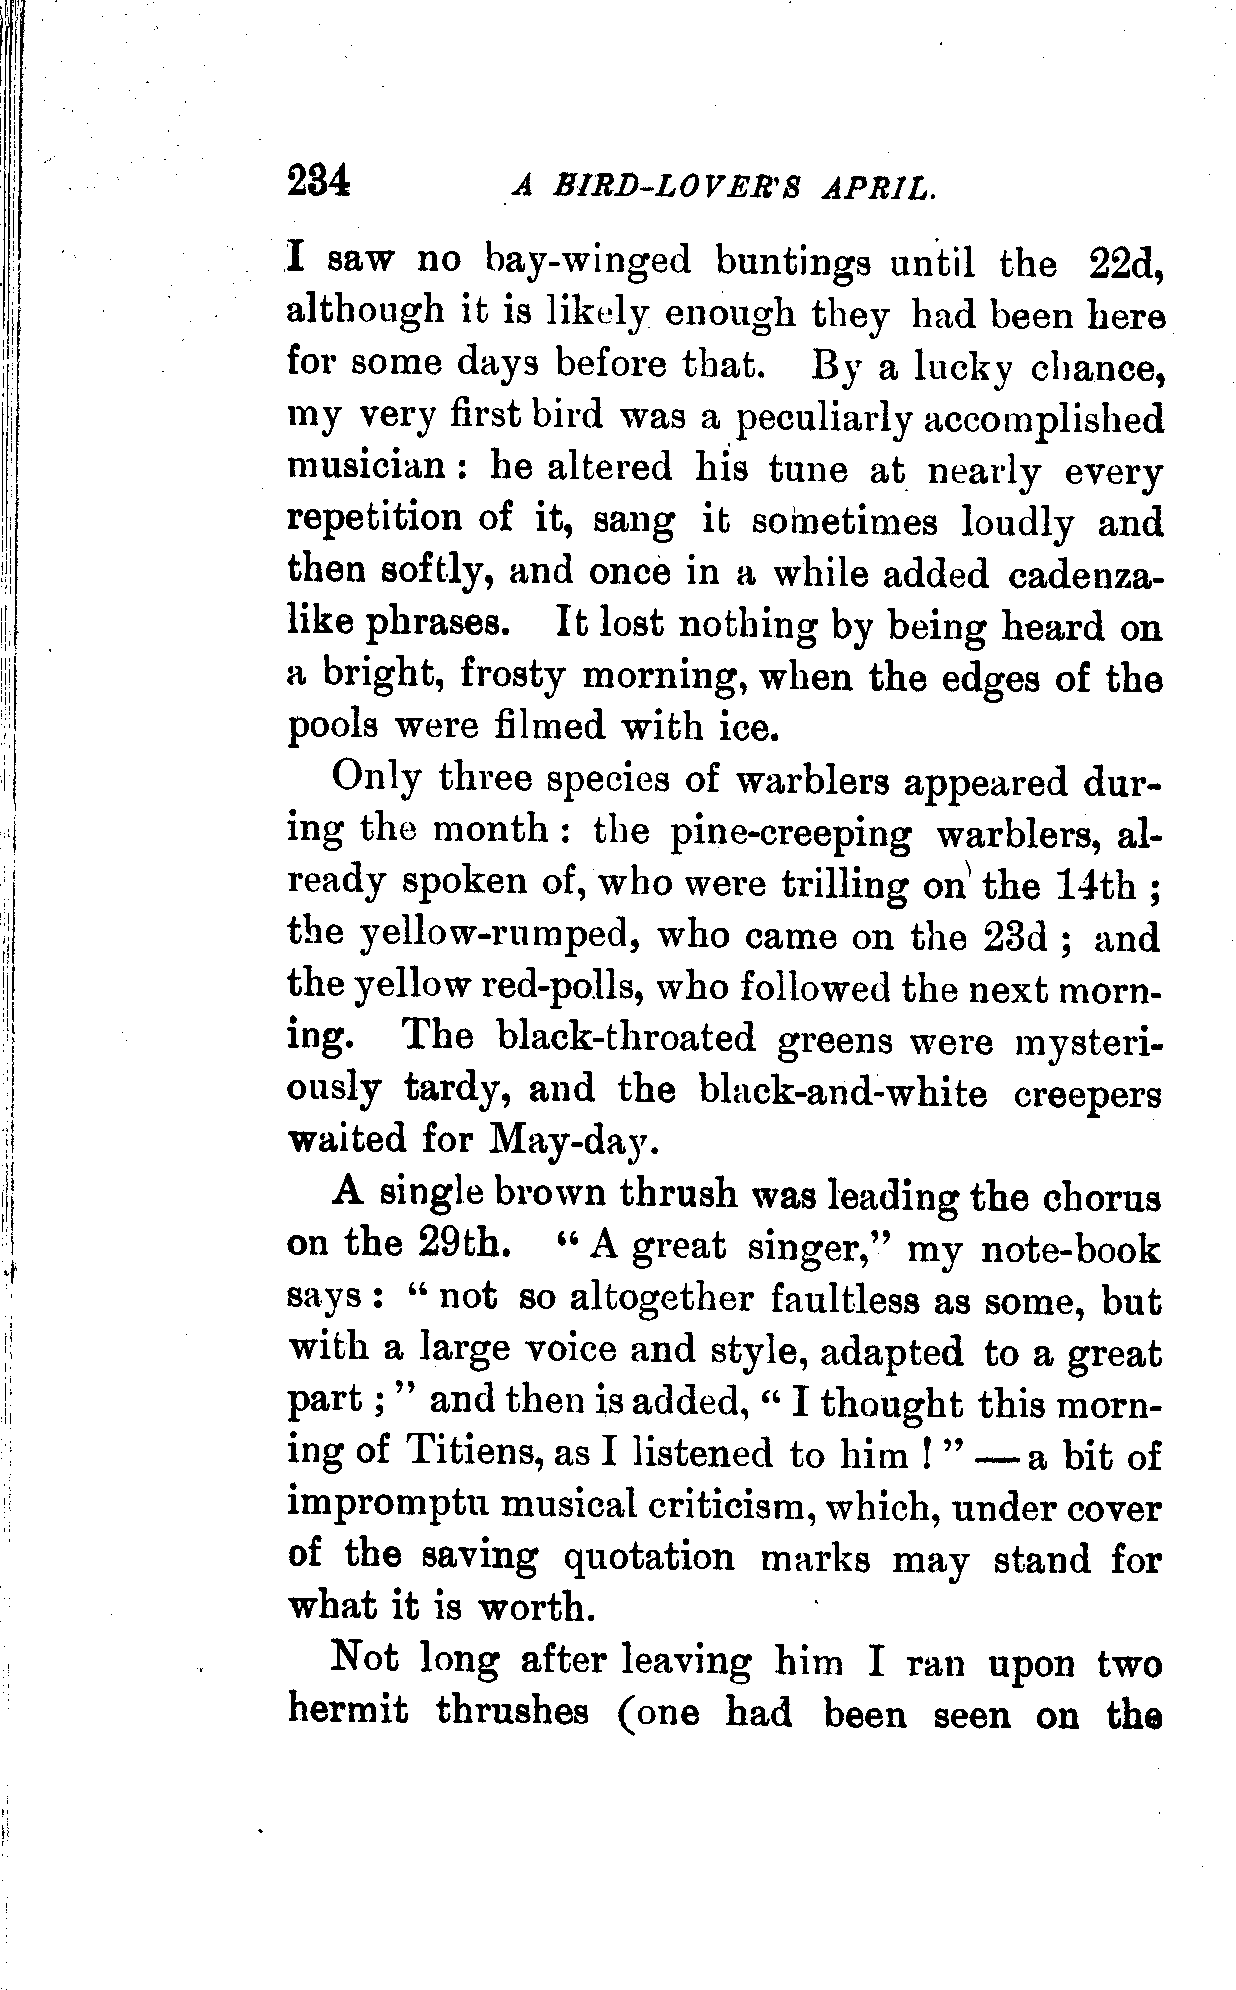 234 A BIRD-LOVER'S APRIL.
I saw no bay-winged buntings until the 22d,
although it is likely enough they had been here
for some days before that. By a lucky chance,
my very first bird was a peculiarly accomplished
musician : he altered his tune at nearly every
repetition of it, sang it sometimes loudly and
then softly, and once in a while added cadenza-
like phrases. It lost nothing by being heard on
a bright, frosty morning, when the edges of the
pools were filmed with ice.
Only three species of warblers appeared dur-
ing the month : the pine-creeping warblers, al-
ready spoken of, who were trilling on the 14th ;
the yellow-rumped, who came on the 23d ; and
the yellow red-polls, who followed the next morn-
ing. The black-throated greens were mysteri-
ously tardy, and the black-and-white creepers
waited for May-day.
A single brown thrush was leading the chorus
on the 29th. “ A great singer,” my note-book
says : “ not so altogether faultless as some, but
with a large voice and style, adapted to a great
part ; ” and then is added, “ I thought this morn-
ing of Titiens, as I listened to him ! ” — a bit of
impromptu musical criticism, which, under cover
of the saving quotation marks may stand for
what it is worth.
Not long after leaving him I ran upon two
hermit thrushes (one had been seen on the